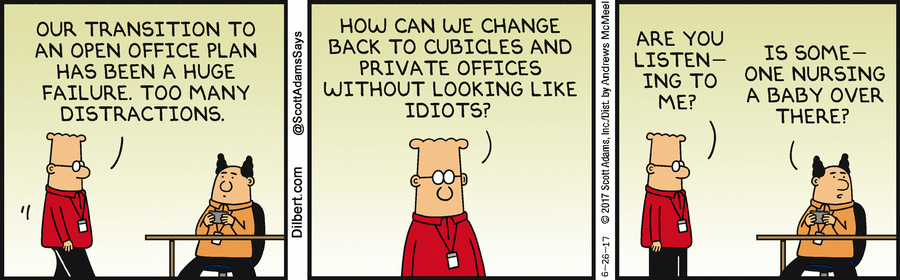 OUR TRANSITION TO
AN OPEN OFFICE PLAN
HAS BEEN A HUGE
FAILURE. TOO MANY
DISTRACTIONS.
Dilbert.com @ScottAdamsSays
HOW CAN WE CHANGE
BACK TO CUBICLES AND
PRIVATE OFFICES
WITHOUT LOOKING LIKE
IDIOTS?
6-26-17 © 2017 Scott Adams, Inc./Dist. by Andrews McMeel
ARE YOU
LISTEN-
ING TO
ME?
IS SOME-
ONE NURSING
A BABY OVER
THERE?